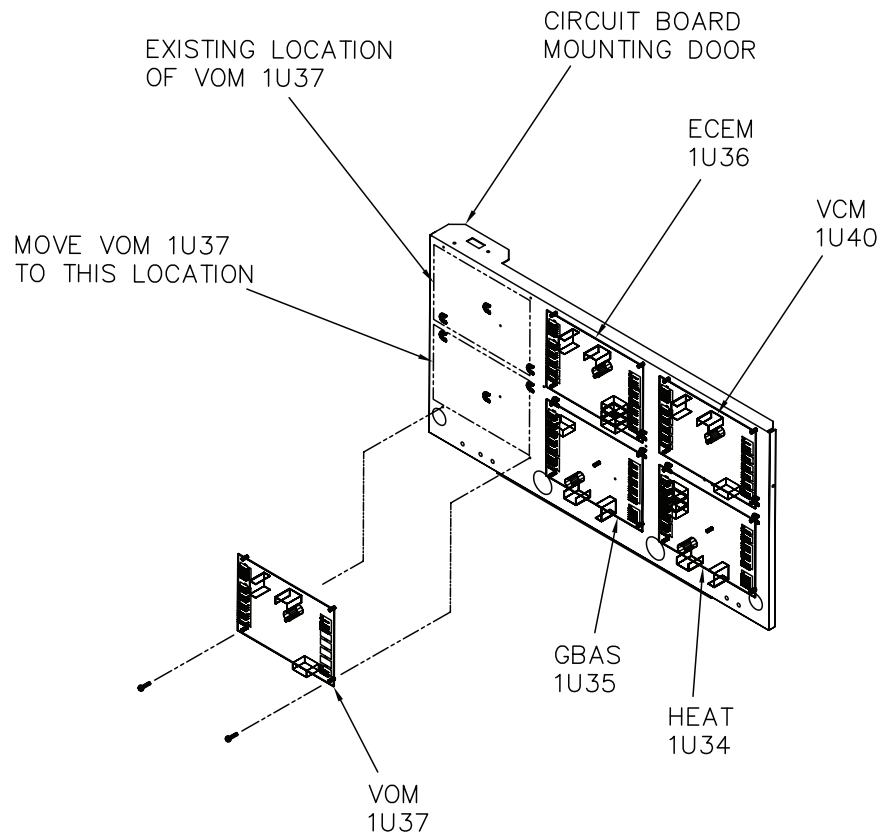 CIRCUIT BOARD
MOUNTING DOOR
EXISTING LOCATION
OF VOM 1U37
ECEM
1U36
VCM
1U40
MOVE VOM 1U37
TO THIS LOCATION
GBAS
1U35
HEAT
1U34
VOM
1U37